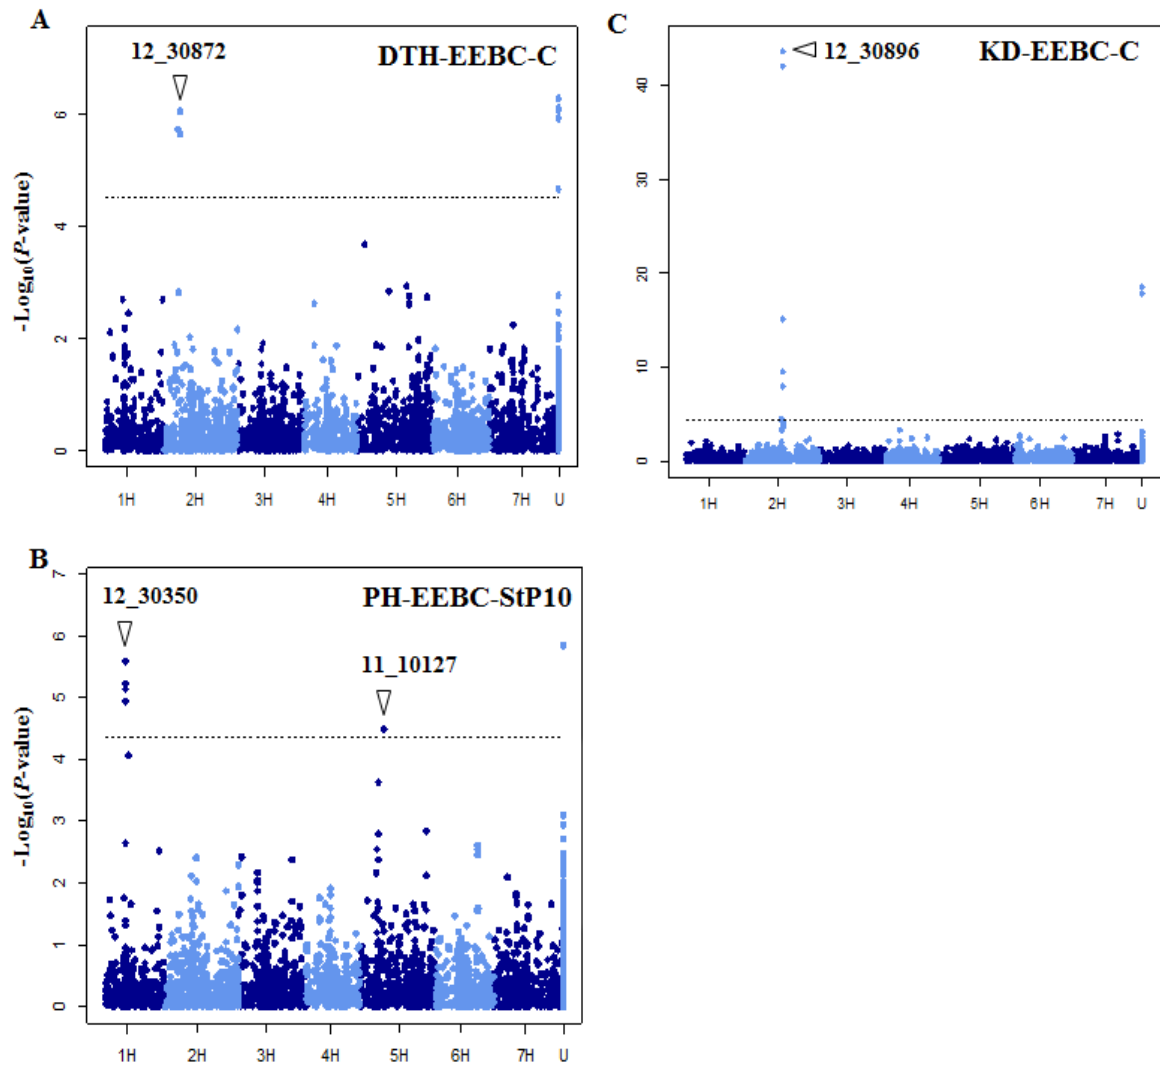 A
12_30872
DTH-EEBC-C
-Log10(P-value)
6
4
2
0
1H 2H 3H 4H 5H 6H 7H U
C
12_30896
KD-EEBC-C
40
30
20
10
0
1H 2H 3H 4H 5H 6H 7H U
B
12_30350
PH-EEBC-StP10
11_10127
-Log10(P-value)
7
6
5
4
3
2
1
0
1H 2H 3H 4H 5H 6H 7H U